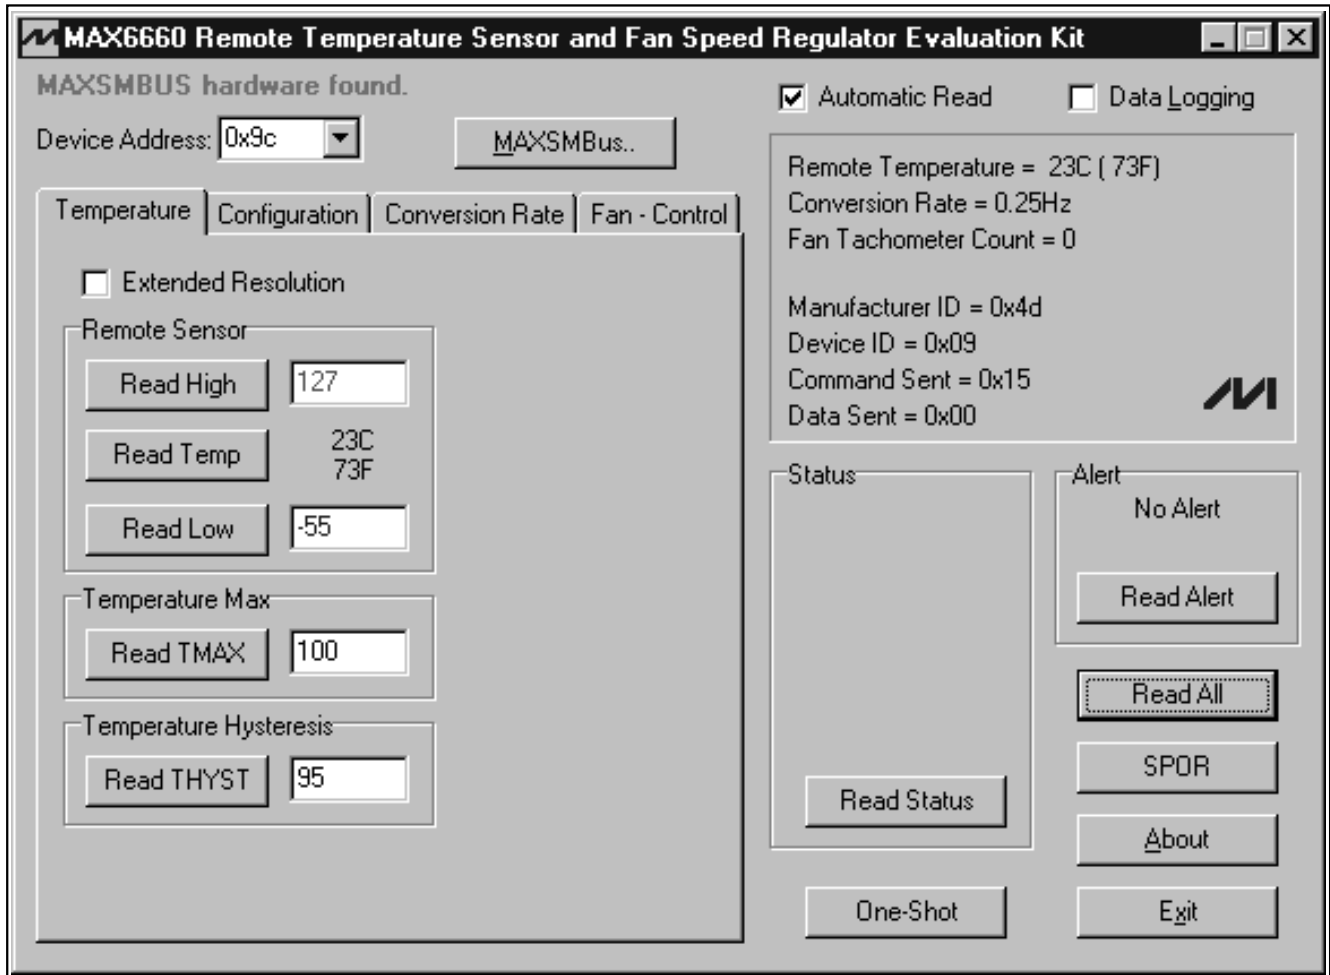 MAX6660 Remote Temperature Sensor and Fan Speed Regulator Evaluation Kit
MAXSMBUS hardware found.
Automatic Read
Data Logging
Device Address: 0x9c
MAXSMBus..
Remote Temperature = 23C ( 73F)
Conversion Rate = 0.25Hz
Fan Tachometer Count = 0
Manufacturer ID = 0x4d
Device ID = 0x09
Command Sent = 0x15
Data Sent = 0x00
Temperature
Configuration
Conversion Rate
Fan - Control
Extended Resolution
Remote Sensor
Read High
127
Read Temp
23C
73F
Read Low
-55
Temperature Max
Read TMAX
100
Temperature Hysteresis
Read THYST
95
Status
Read Status
Alert
No Alert
Read Alert
Read All
SPOR
About
One-Shot
Exit